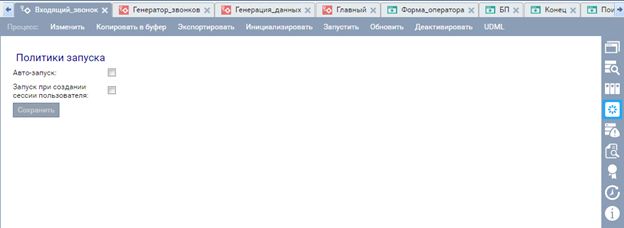 Входящий_звонок Генератор_звонков Генерация_данных Главный Форма_оператора БП Конец Пои
Процесс: Изменить Копировать в буфер Экспортировать Инициализировать Запустить Обновить Деактивировать UDML
Политики запуска
Авто-запуск:
Запуск при создании
сессии пользователя:
Сохранить